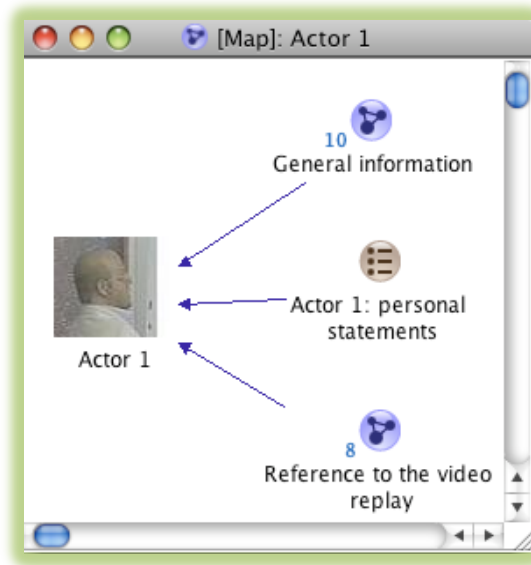 [Map]: Actor 1
10
General information
Actor 1
Actor 1: personal
statements
8
Reference to the video
replay